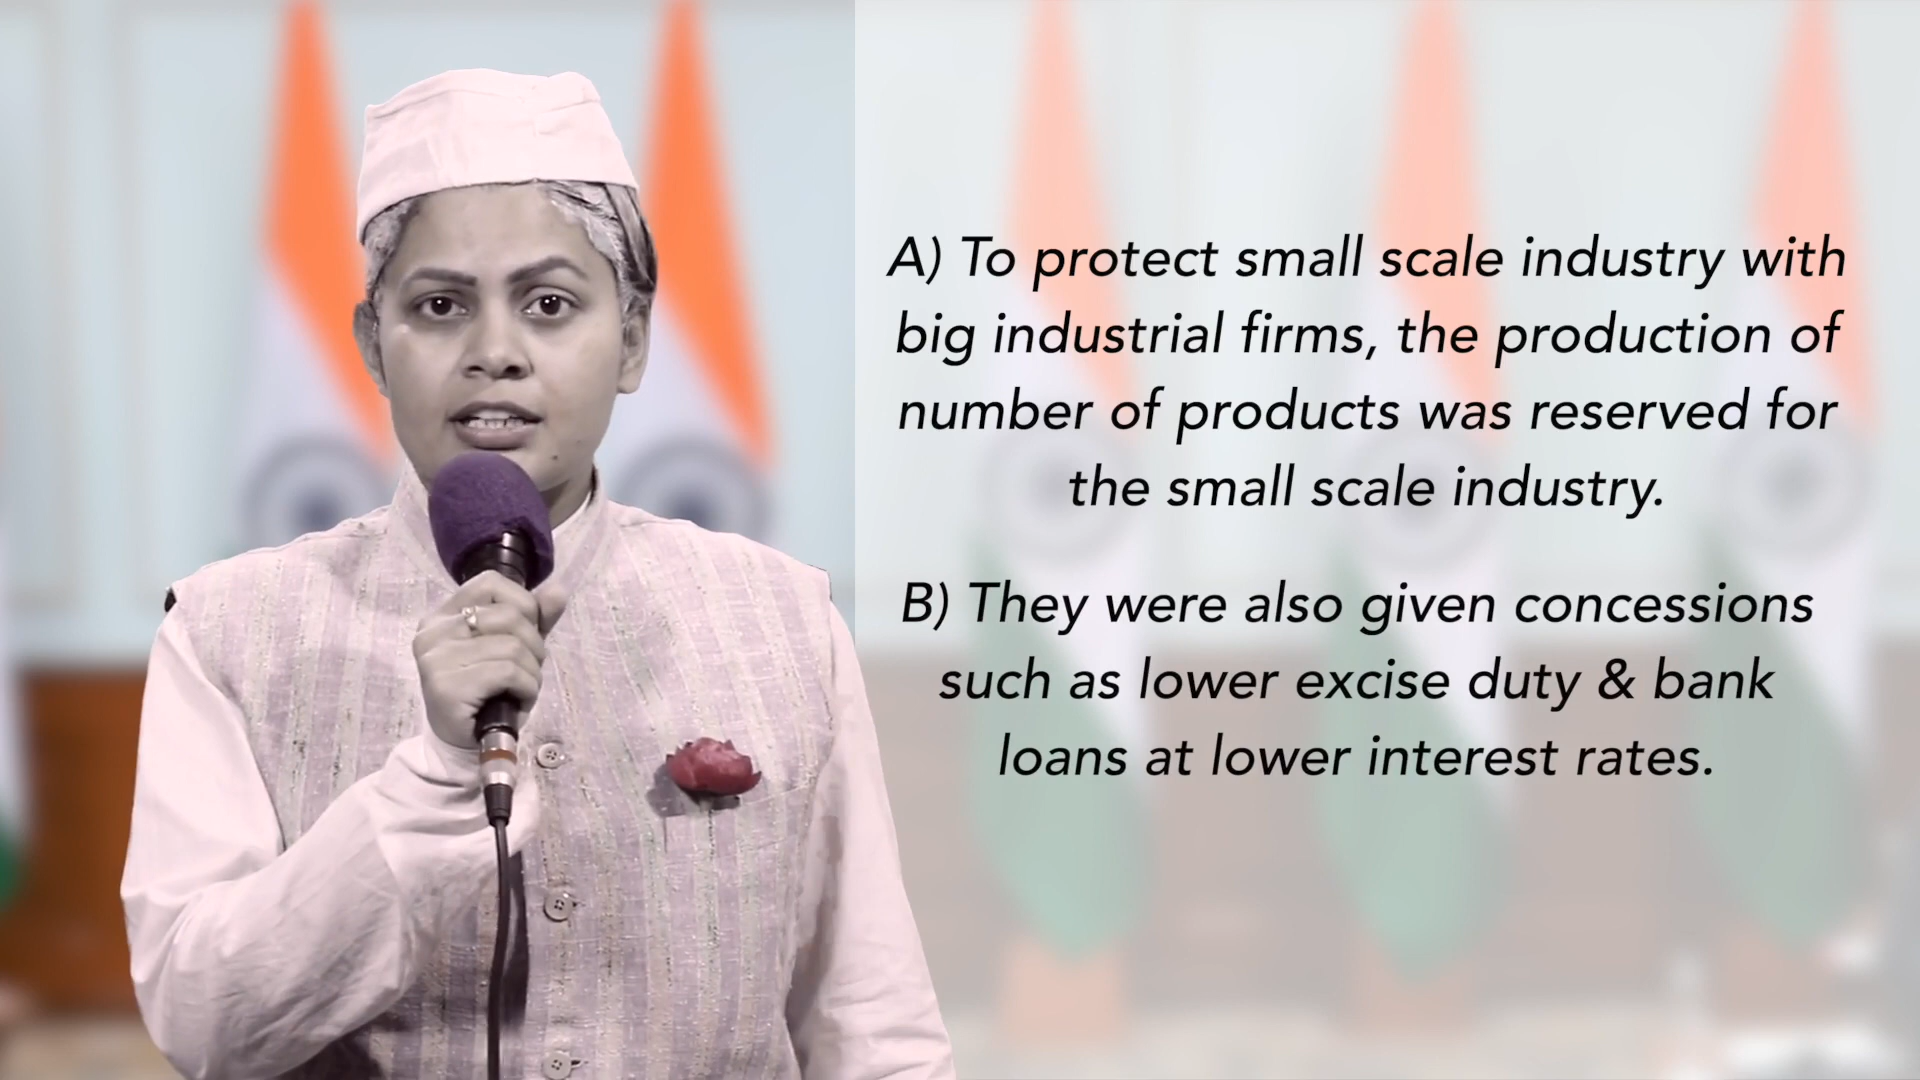 A) To protect small scale industry with
big industrial firms, the production of
number of products was reserved for
the small scale industry.
B) They were also given concessions
such as lower excise duty & bank
loans at lower interest rates.